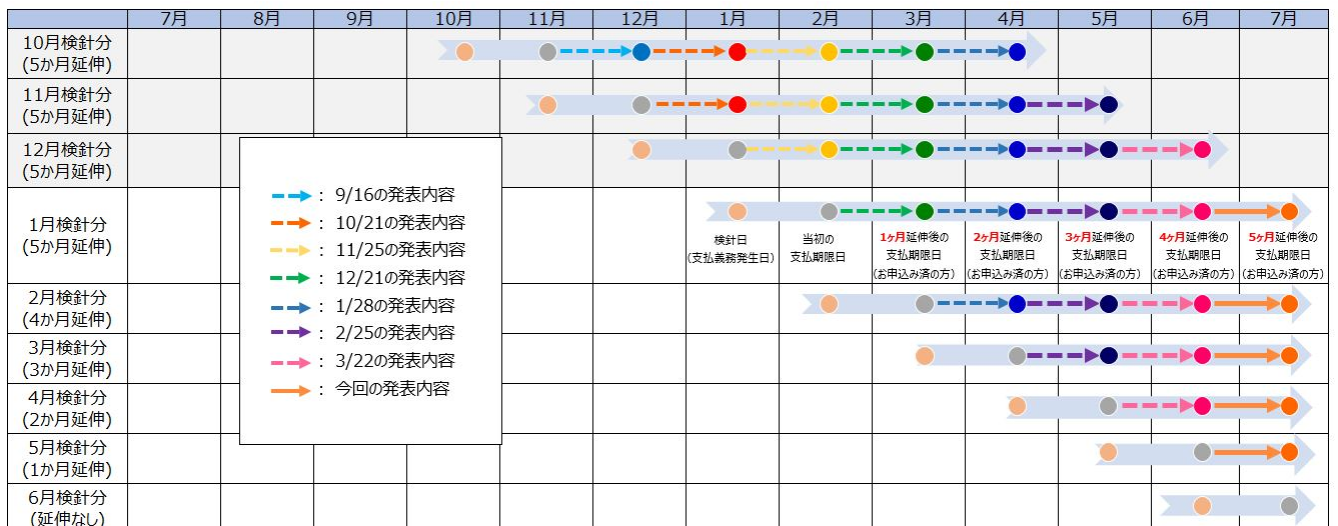 7月 8月 9月 10月 11月 12月 1月 2月 3月 4月 5月 6月 7月
10月検針分
(5か月延伸)
11月検針分
(5か月延伸)
12月検針分
(5か月延伸)
1月検針分
(5か月延伸)
検針日
(支払義務発生日)
当初の
支払期限日
1ヶ月延伸後の
支払期限日
(お申込み済の方)
2ヶ月延伸後の
支払期限日
(お申込み済の方)
3ヶ月延伸後の
支払期限日
(お申込み済の方)
4ヶ月延伸後の
支払期限日
(お申込み済の方)
5ヶ月延伸後の
支払期限日
(お申込み済の方)
2月検針分
(4か月延伸)
3月検針分
(3か月延伸)
4月検針分
(2か月延伸)
5月検針分
(1か月延伸)
6月検針分
(延伸なし)
: 9/16の発表内容
: 10/21の発表内容
: 11/25の発表内容
: 12/21の発表内容
: 1/28の発表内容
: 2/25の発表内容
: 3/22の発表内容
: 今回の発表内容